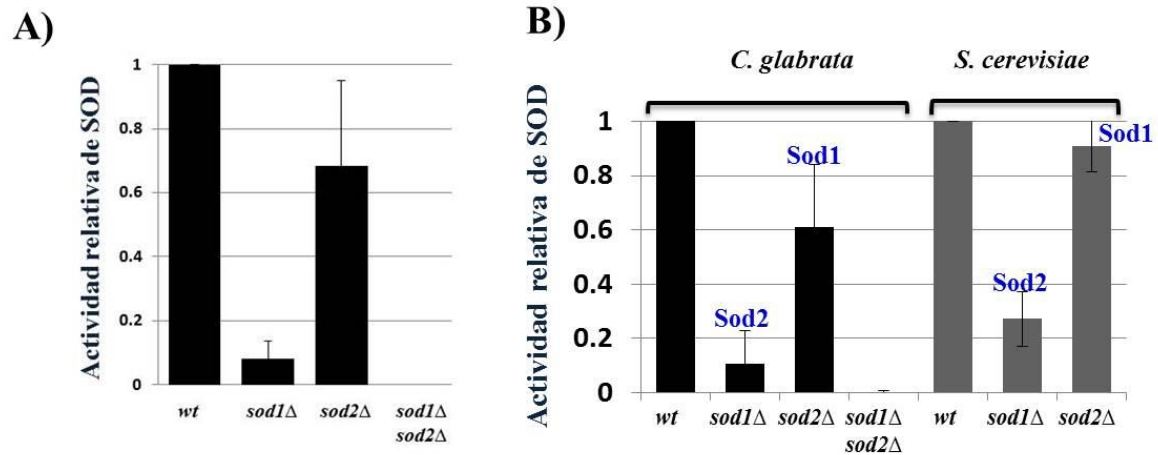 A)
Actividad relativa de SOD
1
0.8
0.6
0.4
0.2
0
wt
sod1Δ
sod2Δ
sod1Δ
sod2Δ
B)
C. glabrata
S. cerevisiae
Actividad relativa de SOD
1
0.8
0.6
0.4
0.2
0
Sod2
Sod1
Sod2
Sod1
wt
sod1Δ
sod2Δ
sod1Δ
sod2Δ
wt
sod1Δ
sod2Δ